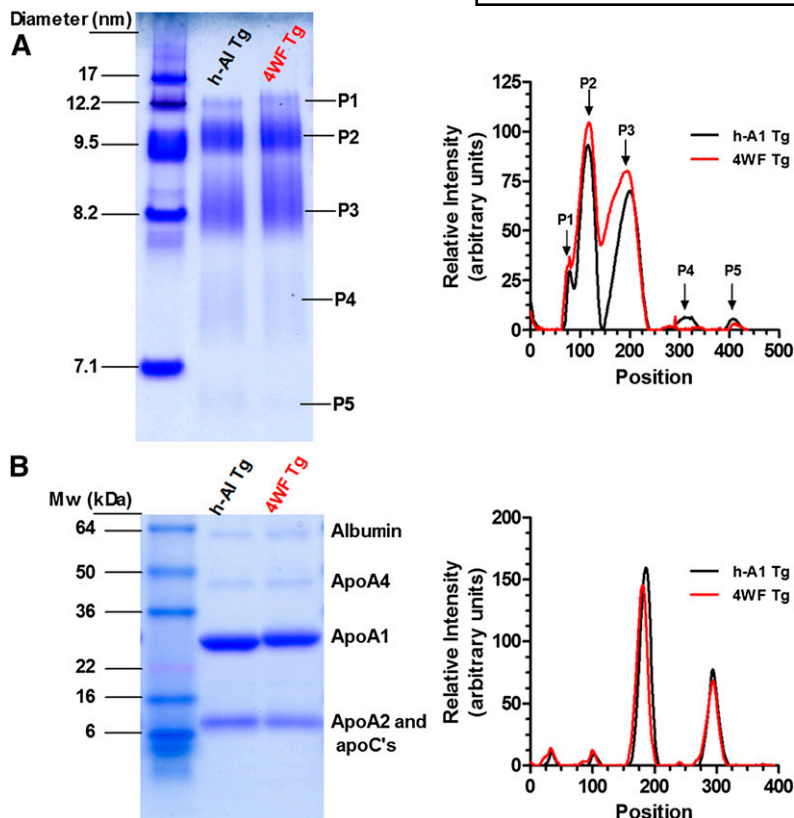 Diameter (nm)
A
h-AI Tg
4WF Tg
17
12.2
9.5
8.2
7.1
P1
P2
P3
P4
P5
Relative Intensity
(arbitrary units)
125
100
75
50
25
0
P1
P2
P3
P4
P5
h-A1 Tg
4WF Tg
0 100 200 300 400 500
Position
B
Mw (kDa)
h-AI Tg
4WF Tg
64
50
36
22
16
6
Albumin
ApoA4
ApoA1
ApoA2 and
apoC's
Relative Intensity
(arbitrary units)
200
150
100
50
0
h-A1 Tg
4WF Tg
0 100 200 300 400
Position